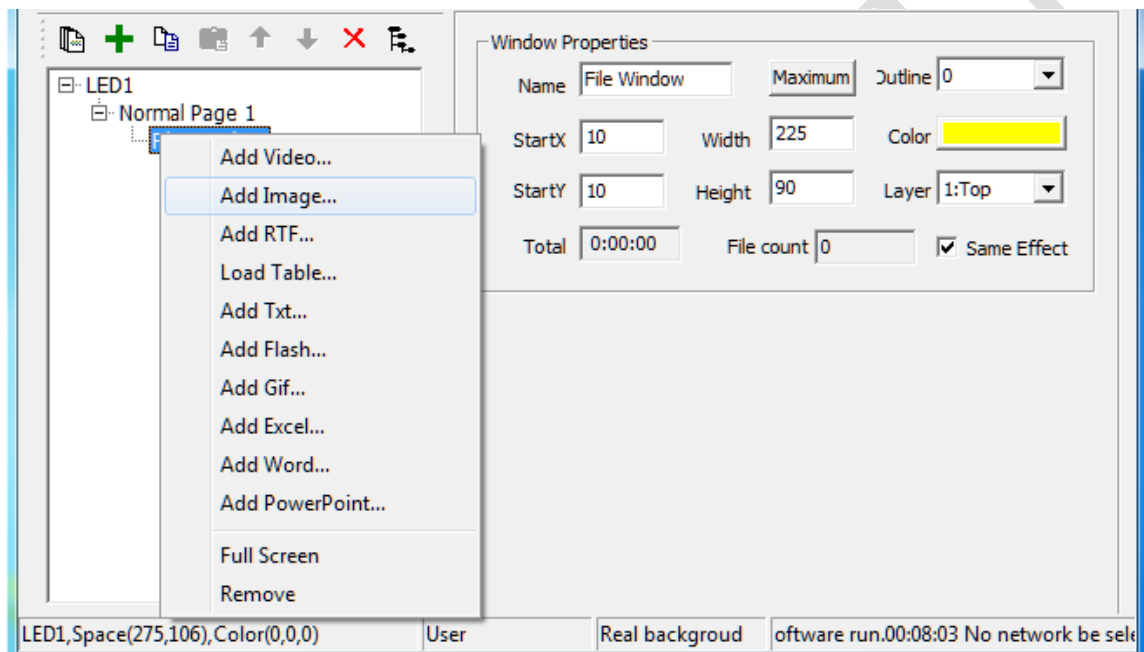 Window Properties
LED1
Normal Page 1
Name File Window Maximum Outline 0
StartX 10 Width 225 Color
StartY 10 Height 90 Layer 1:Top
Total 0:00:00 File count 0 Same Effect
Add Video...
Add Image...
Add RTF...
Load Table...
Add Txt...
Add Flash...
Add Gif...
Add Excel...
Add Word...
Add PowerPoint...
Full Screen
Remove
LED1,Space(275,106),Color(0,0,0) User Real backgroud oftware run.00:08:03 No network be sele